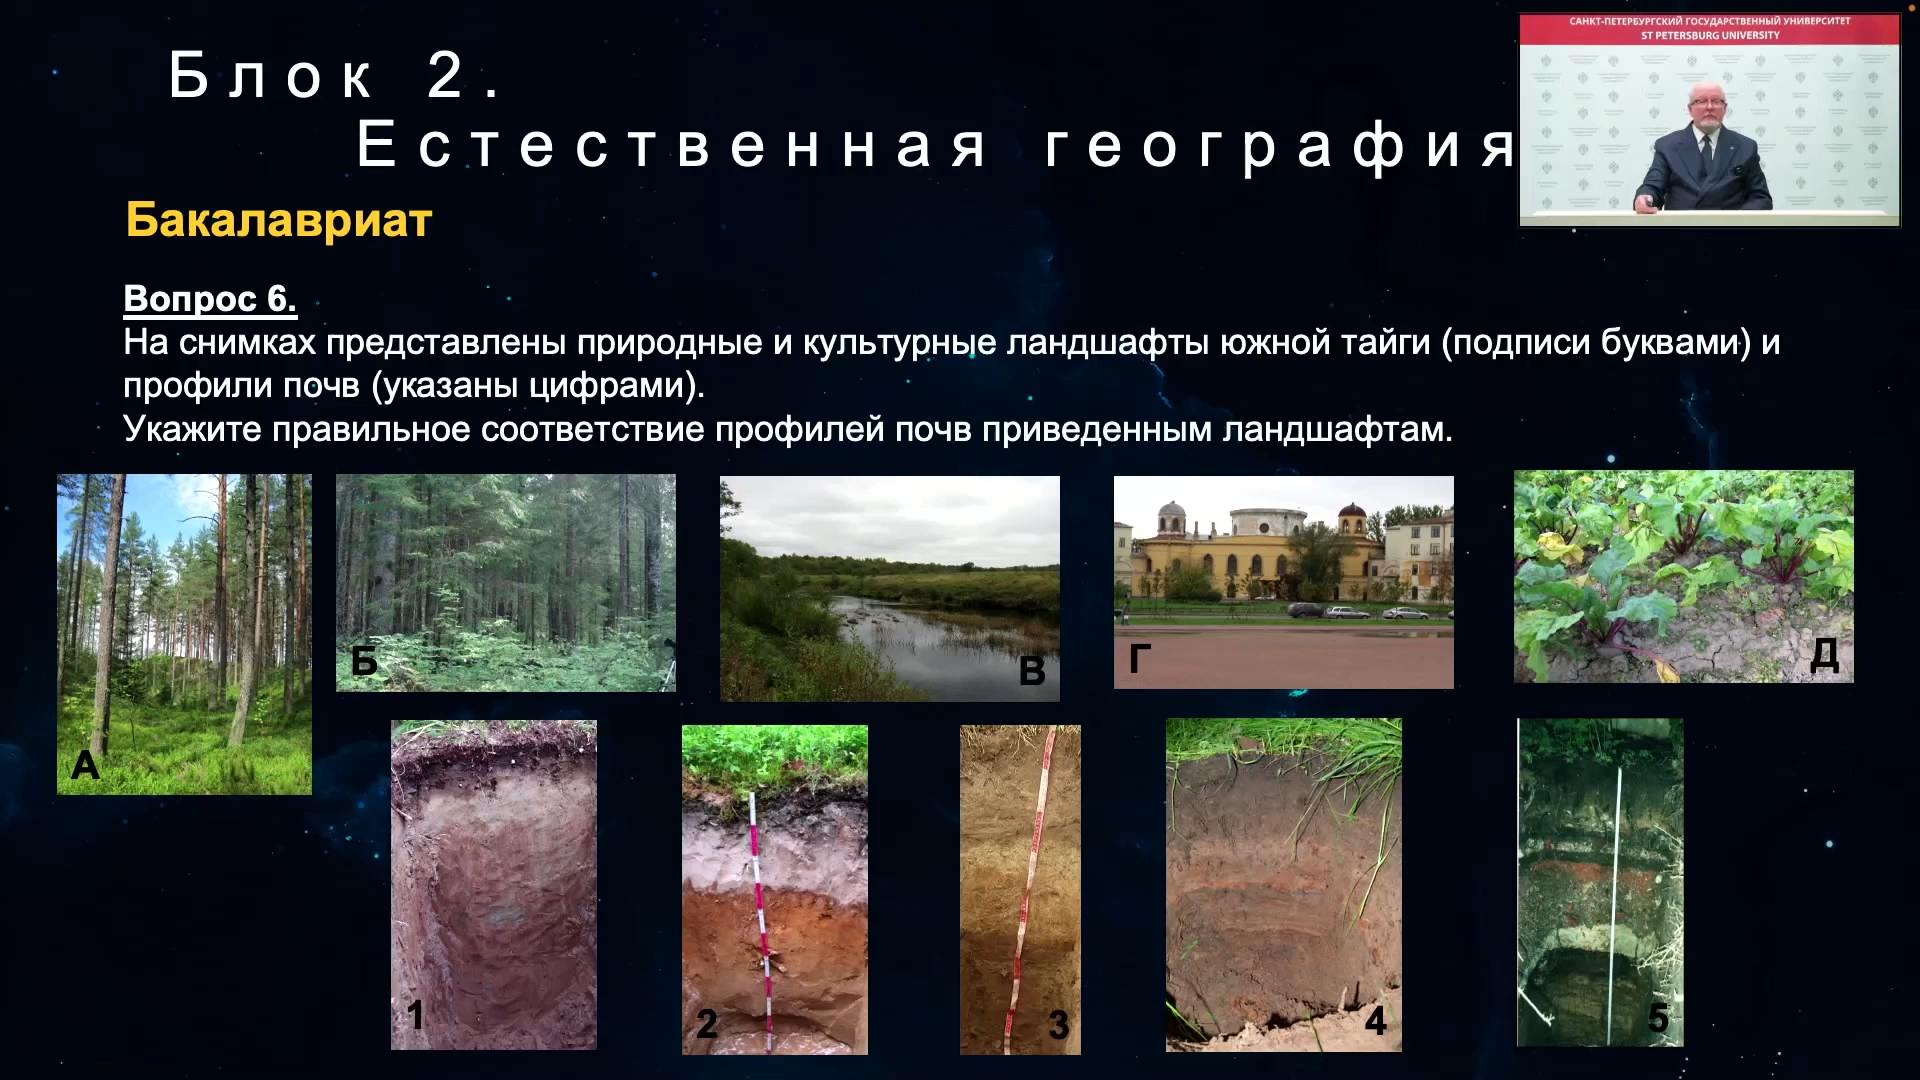 САНКТ-ПЕТЕРБУРГСКИЙ ГОСУДАРСТВЕННЫЙ УНИВЕРСИТЕТ
ST PETERSBURG UNIVERSITY
Блок 2.
Естественная география
Бакалавриат
Вопрос 6.
На снимках представлены природные и культурные ландшафты южной тайги (подписи буквами) и
профили почв (указаны цифрами).
Укажите правильное соответствие профилей почв приведенным ландшафтам.
А
Б
В
Г
Д
1
2
3
4
5